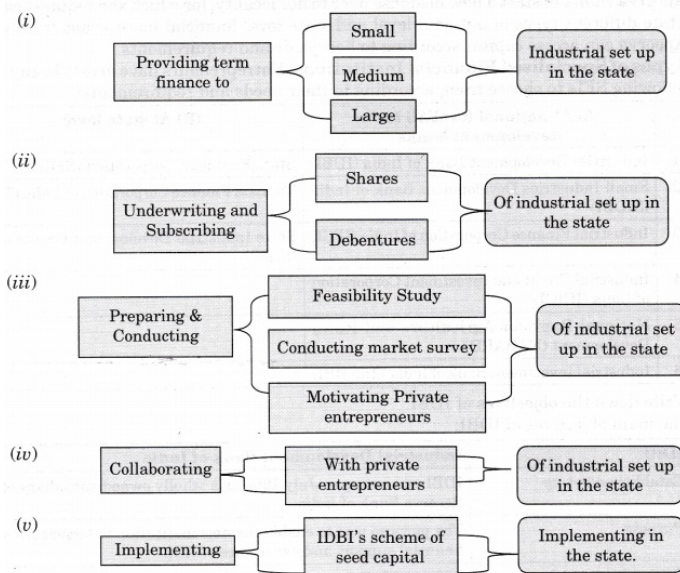 (i)
Providing term
finance to
Small
Medium
Large
Industrial set up
in the state
(ii)
Underwriting and
Subscribing
Shares
Debentures
Of industrial set up in
the state
(iii)
Preparing &
Conducting
Feasibility Study
Conducting market survey
Motivating Private
entrepreneurs
Of industrial set
up in the state
(iv)
Collaborating
With private
entrepreneurs
Of industrial set up
in the state
(v)
Implementing
IDBI's scheme of
seed capital
Implementing in
the state.